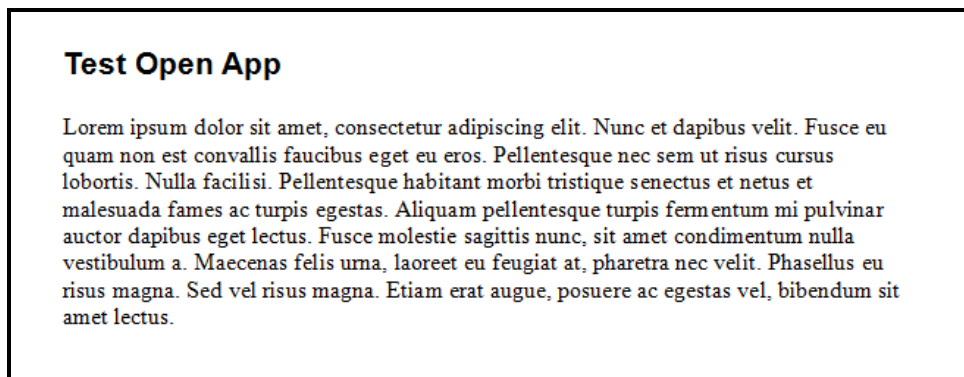 Test Open App
Lorem ipsum dolor sit amet, consectetur adipiscing elit. Nunc et dapibus velit. Fusce eu
quam non est convallis faucibus eget eu eros. Pellentesque nec sem ut risus cursus
lobortis. Nulla facilisi. Pellentesque habitant morbi tristique senectus et netus et
malesuada fames ac turpis egestas. Aliquam pellentesque turpis fermentum mi pulvinar
auctor dapibus eget lectus. Fusce molestie sagittis nunc, sit amet condimentum nulla
vestibulum a. Maecenas felis urna, laoreet eu feugiat at, pharetra nec velit. Phasellus eu
risus magna. Sed vel risus magna. Etiam erat augue, posuere ac egestas vel, bibendum sit
amet lectus.